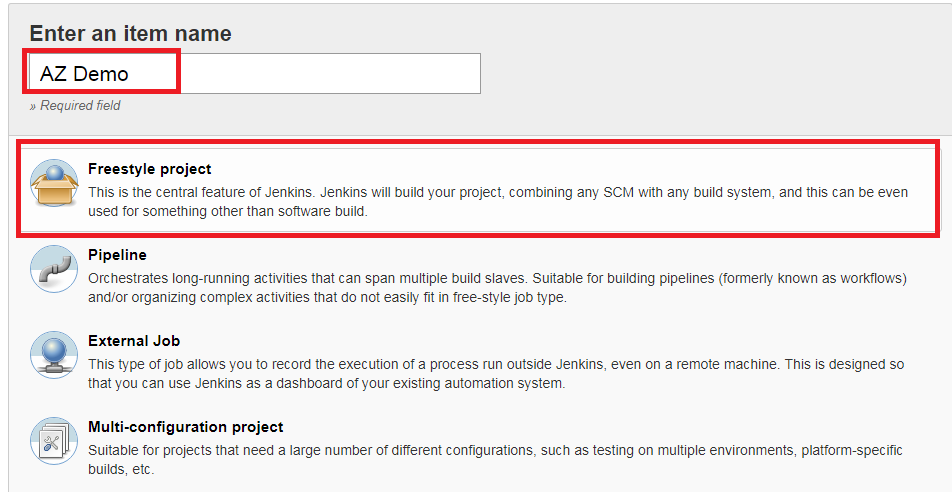 Enter an item name
AZ Demo
» Required field
Freestyle project
This is the central feature of Jenkins. Jenkins will build your project, combining any SCM with any build system, and this can be even
used for something other than software build.
Pipeline
Orchestrates long-running activities that can span multiple build slaves. Suitable for building pipelines (formerly known as workflows)
and/or organizing complex activities that do not easily fit in free-style job type.
External Job
This type of job allows you to record the execution of a process run outside Jenkins, even on a remote machine. This is designed so
that you can use Jenkins as a dashboard of your existing automation system.
Multi-configuration project
Suitable for projects that need a large number of different configurations, such as testing on multiple environments, platform-specific
builds, etc.